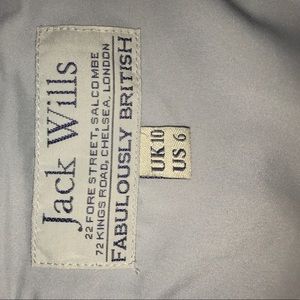 Jack Wills
22 FORE STREET, SALCOMBE
72 KINGS ROAD, CHELSEA, LONDON
FABULOUSLY BRITISH
UK 10
US 6